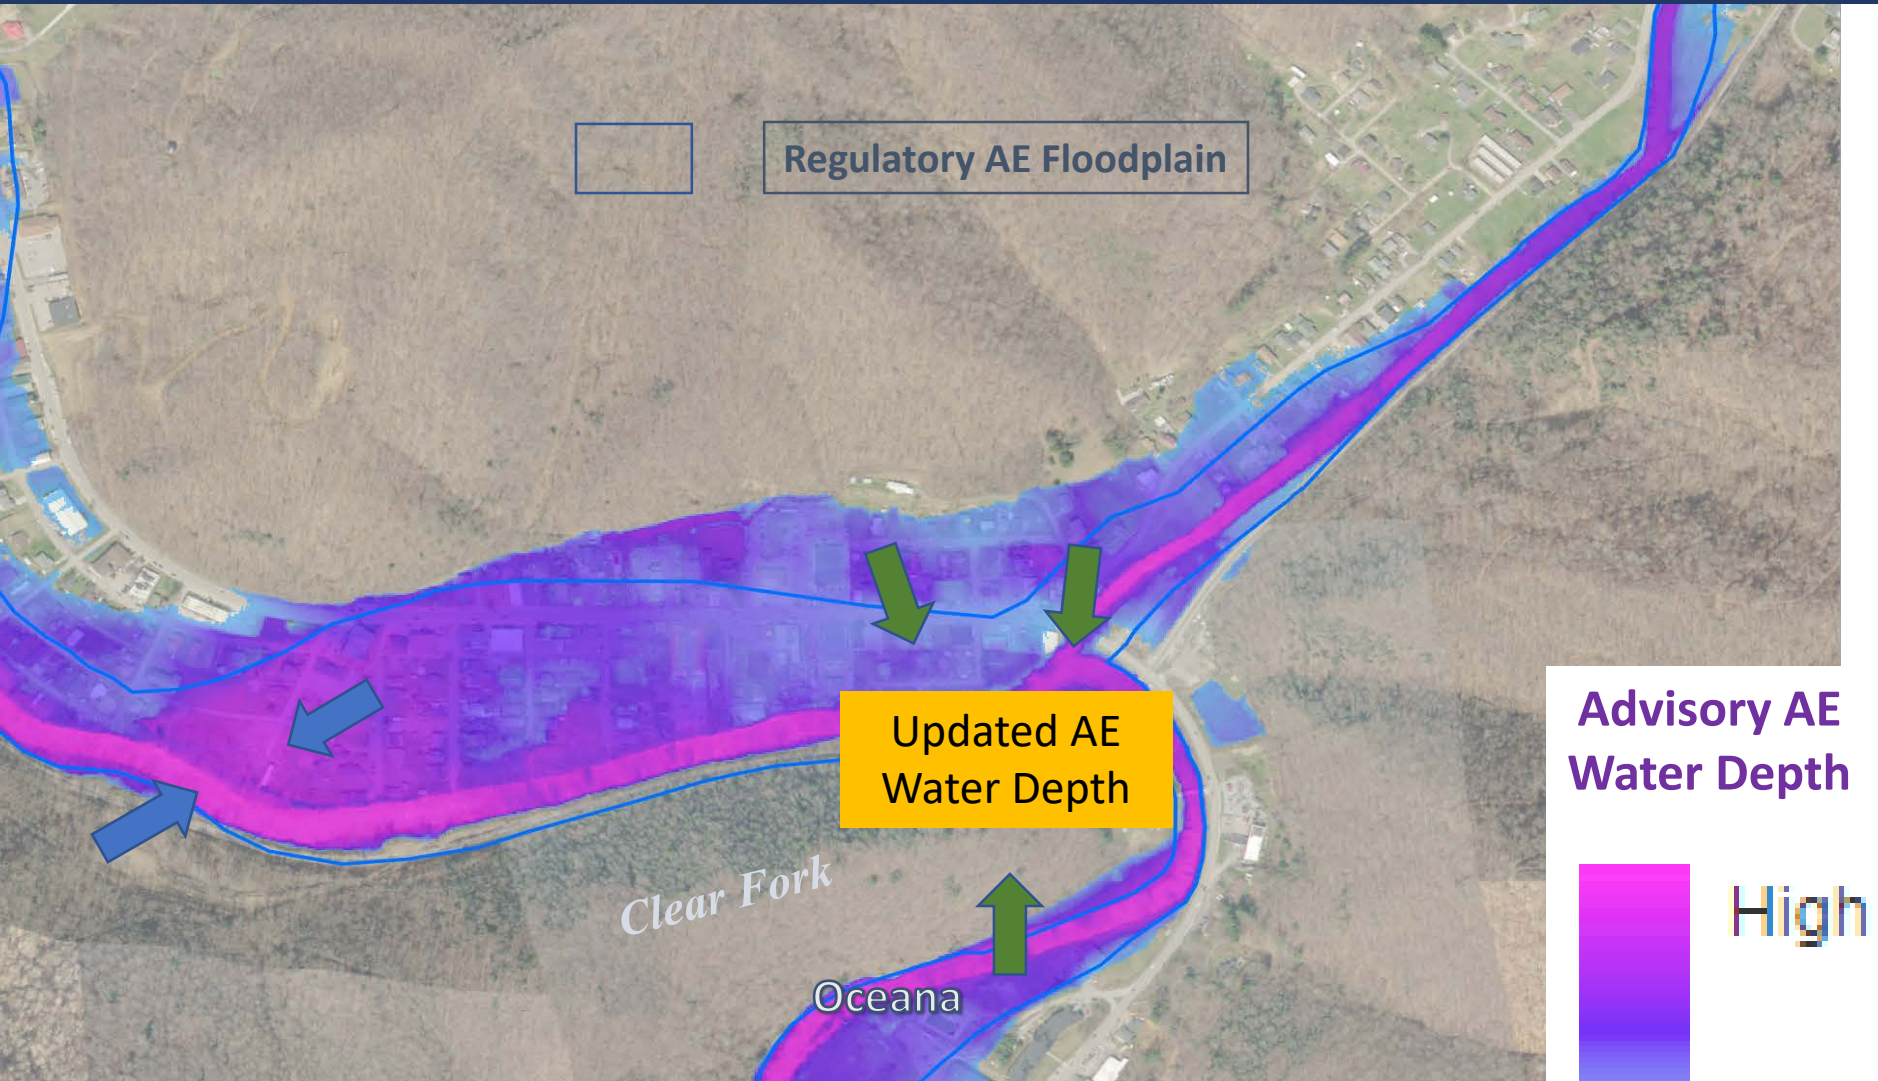 Regulatory AE Floodplain
Updated AE
Water Depth
Advisory AE
Water Depth
High
Clear Fork
Oceana